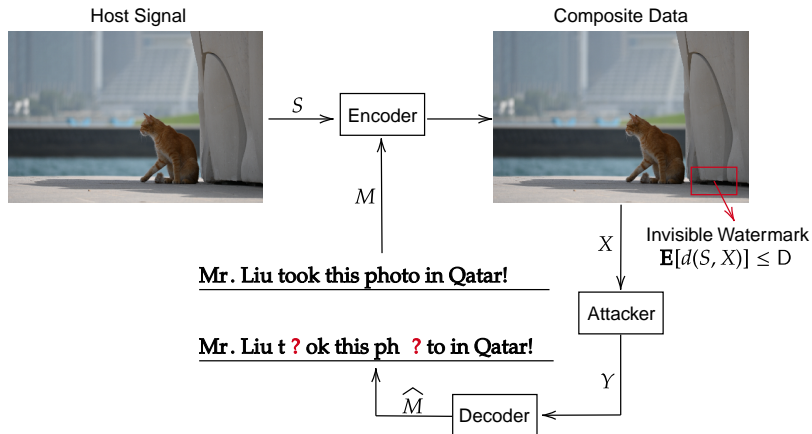 Host Signal
Composite Data
S
Encoder
M
X
Invisible Watermark
𝐄[d(S, X)] ≤ D
Mr. Liu took this photo in Qatar!
Attacker
Mr. Liu t ? ok this ph ? to in Qatar!
Y
M̂
Decoder